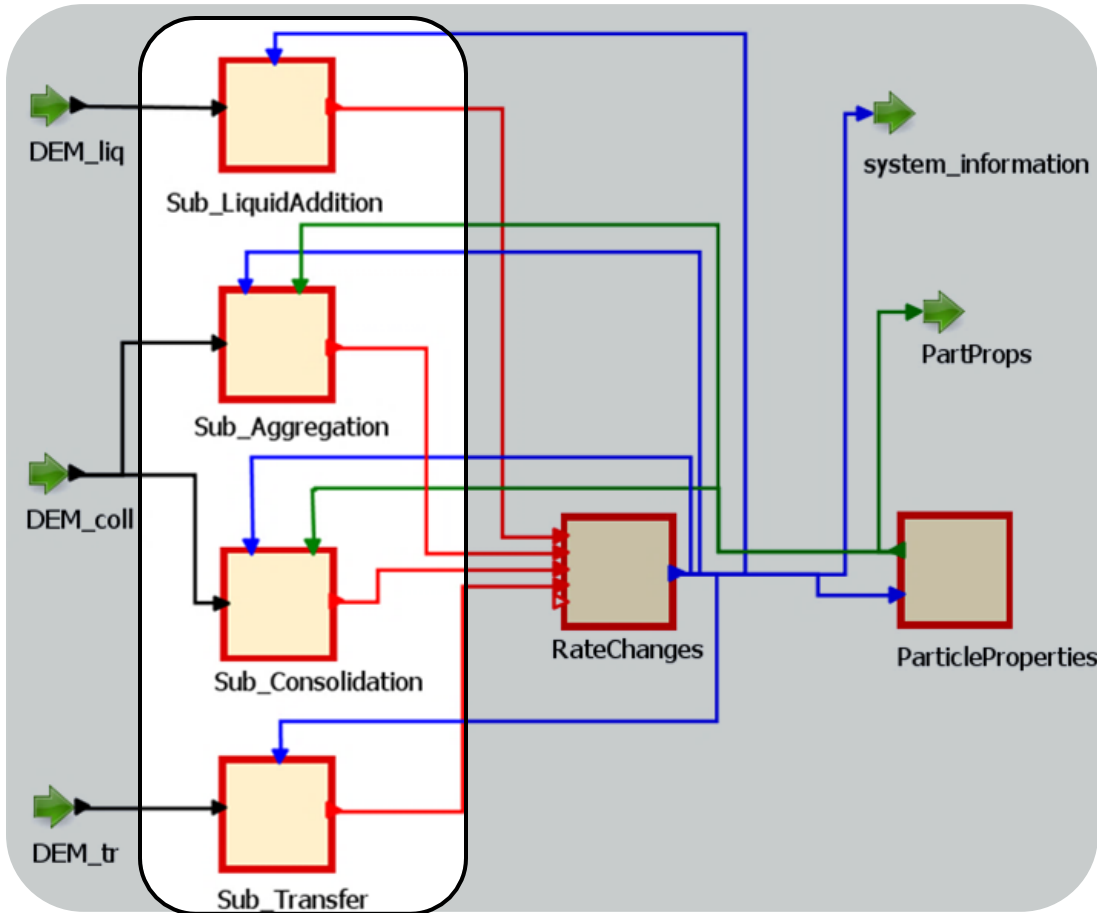 DEM_liq
Sub_LiquidAddition
system_information
PartProps
Sub_Aggregation
DEM_coll
RateChanges
ParticleProperties
Sub_Consolidation
DEM_tr
Sub_Transfer